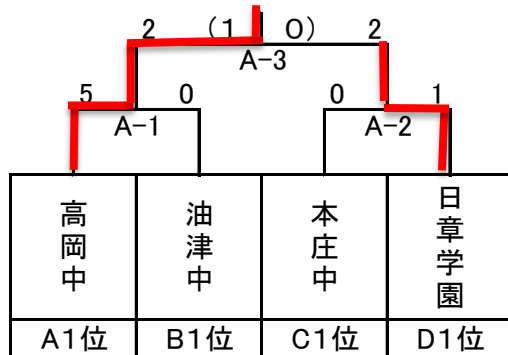 2 (1 0) 2
A-3
5 0 0 1
A-1 A-2
高岡中 油津中 本庄中 日章学園
A1位 B1位 C1位 D1位